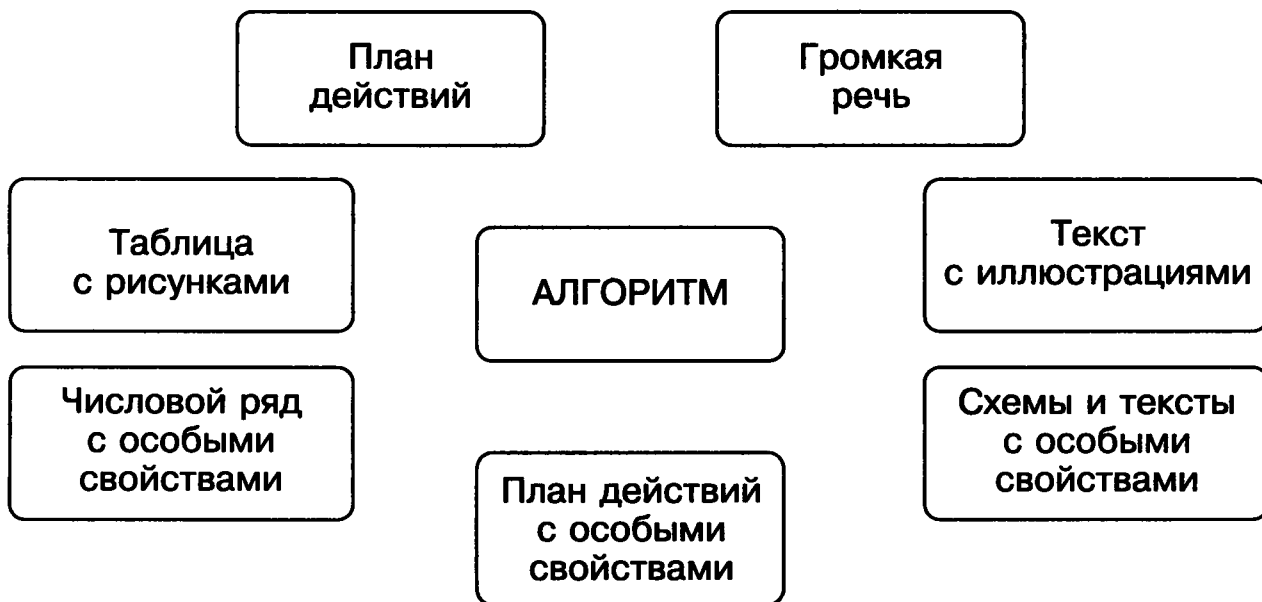 План
действий
Громкая
речь
Таблица
с рисунками
АЛГОРИТМ
Текст
с иллюстрациями
Числовой ряд
с особыми
свойствами
План действий
с особыми
свойствами
Схемы и тексты
с особыми
свойствами